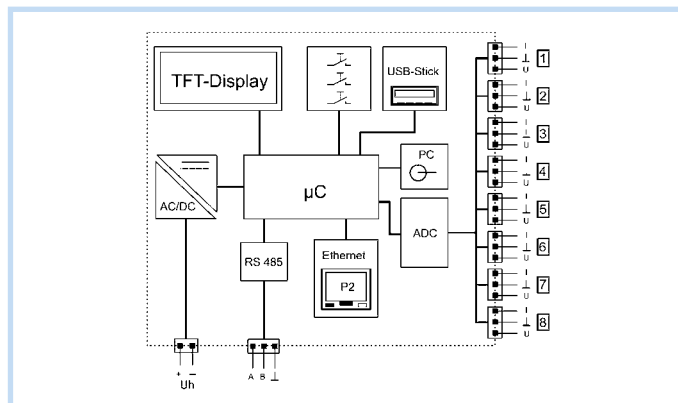 TFT-Display
USB-Stick
PC
AC/DC
µC
ADC
RS 485
Ethernet
P2
+ −
Uh
A B ⊥
I
⊥ 1
U
I
⊥ 2
U
I
⊥ 3
U
I
⊥ 4
U
I
⊥ 5
U
I
⊥ 6
U
I
⊥ 7
U
I
⊥ 8
U